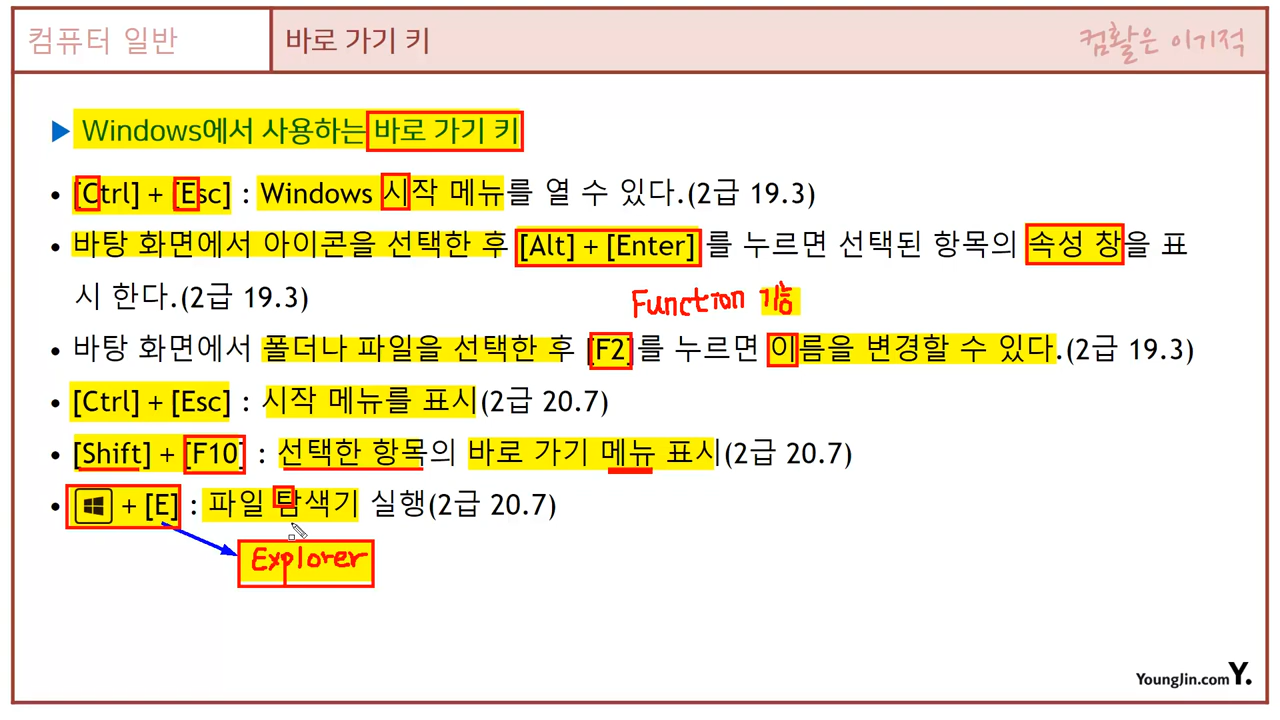 컴퓨터 일반
바로 가기 키
컴활은 이기적
Windows에서 사용하는 바로 가기 키
• [Ctrl] + [Esc] : Windows 시작 메뉴를 열 수 있다.(2급 19.3)
• 바탕 화면에서 아이콘을 선택한 후 [Alt] + [Enter] 를 누르면 선택된 항목의 속성 창을 표
시 한다.(2급 19.3)
Function 기능
• 바탕 화면에서 폴더나 파일을 선택한 후 [F2]를 누르면 이름을 변경할 수 있다.(2급 19.3)
• [Ctrl] + [Esc] : 시작 메뉴를 표시(2급 20.7)
• [Shift] + [F10] : 선택한 항목의 바로 가기 메뉴 표시(2급 20.7)
• + [E] : 파일 탐색기 실행(2급 20.7)
Explorer
YoungJin.com Y.